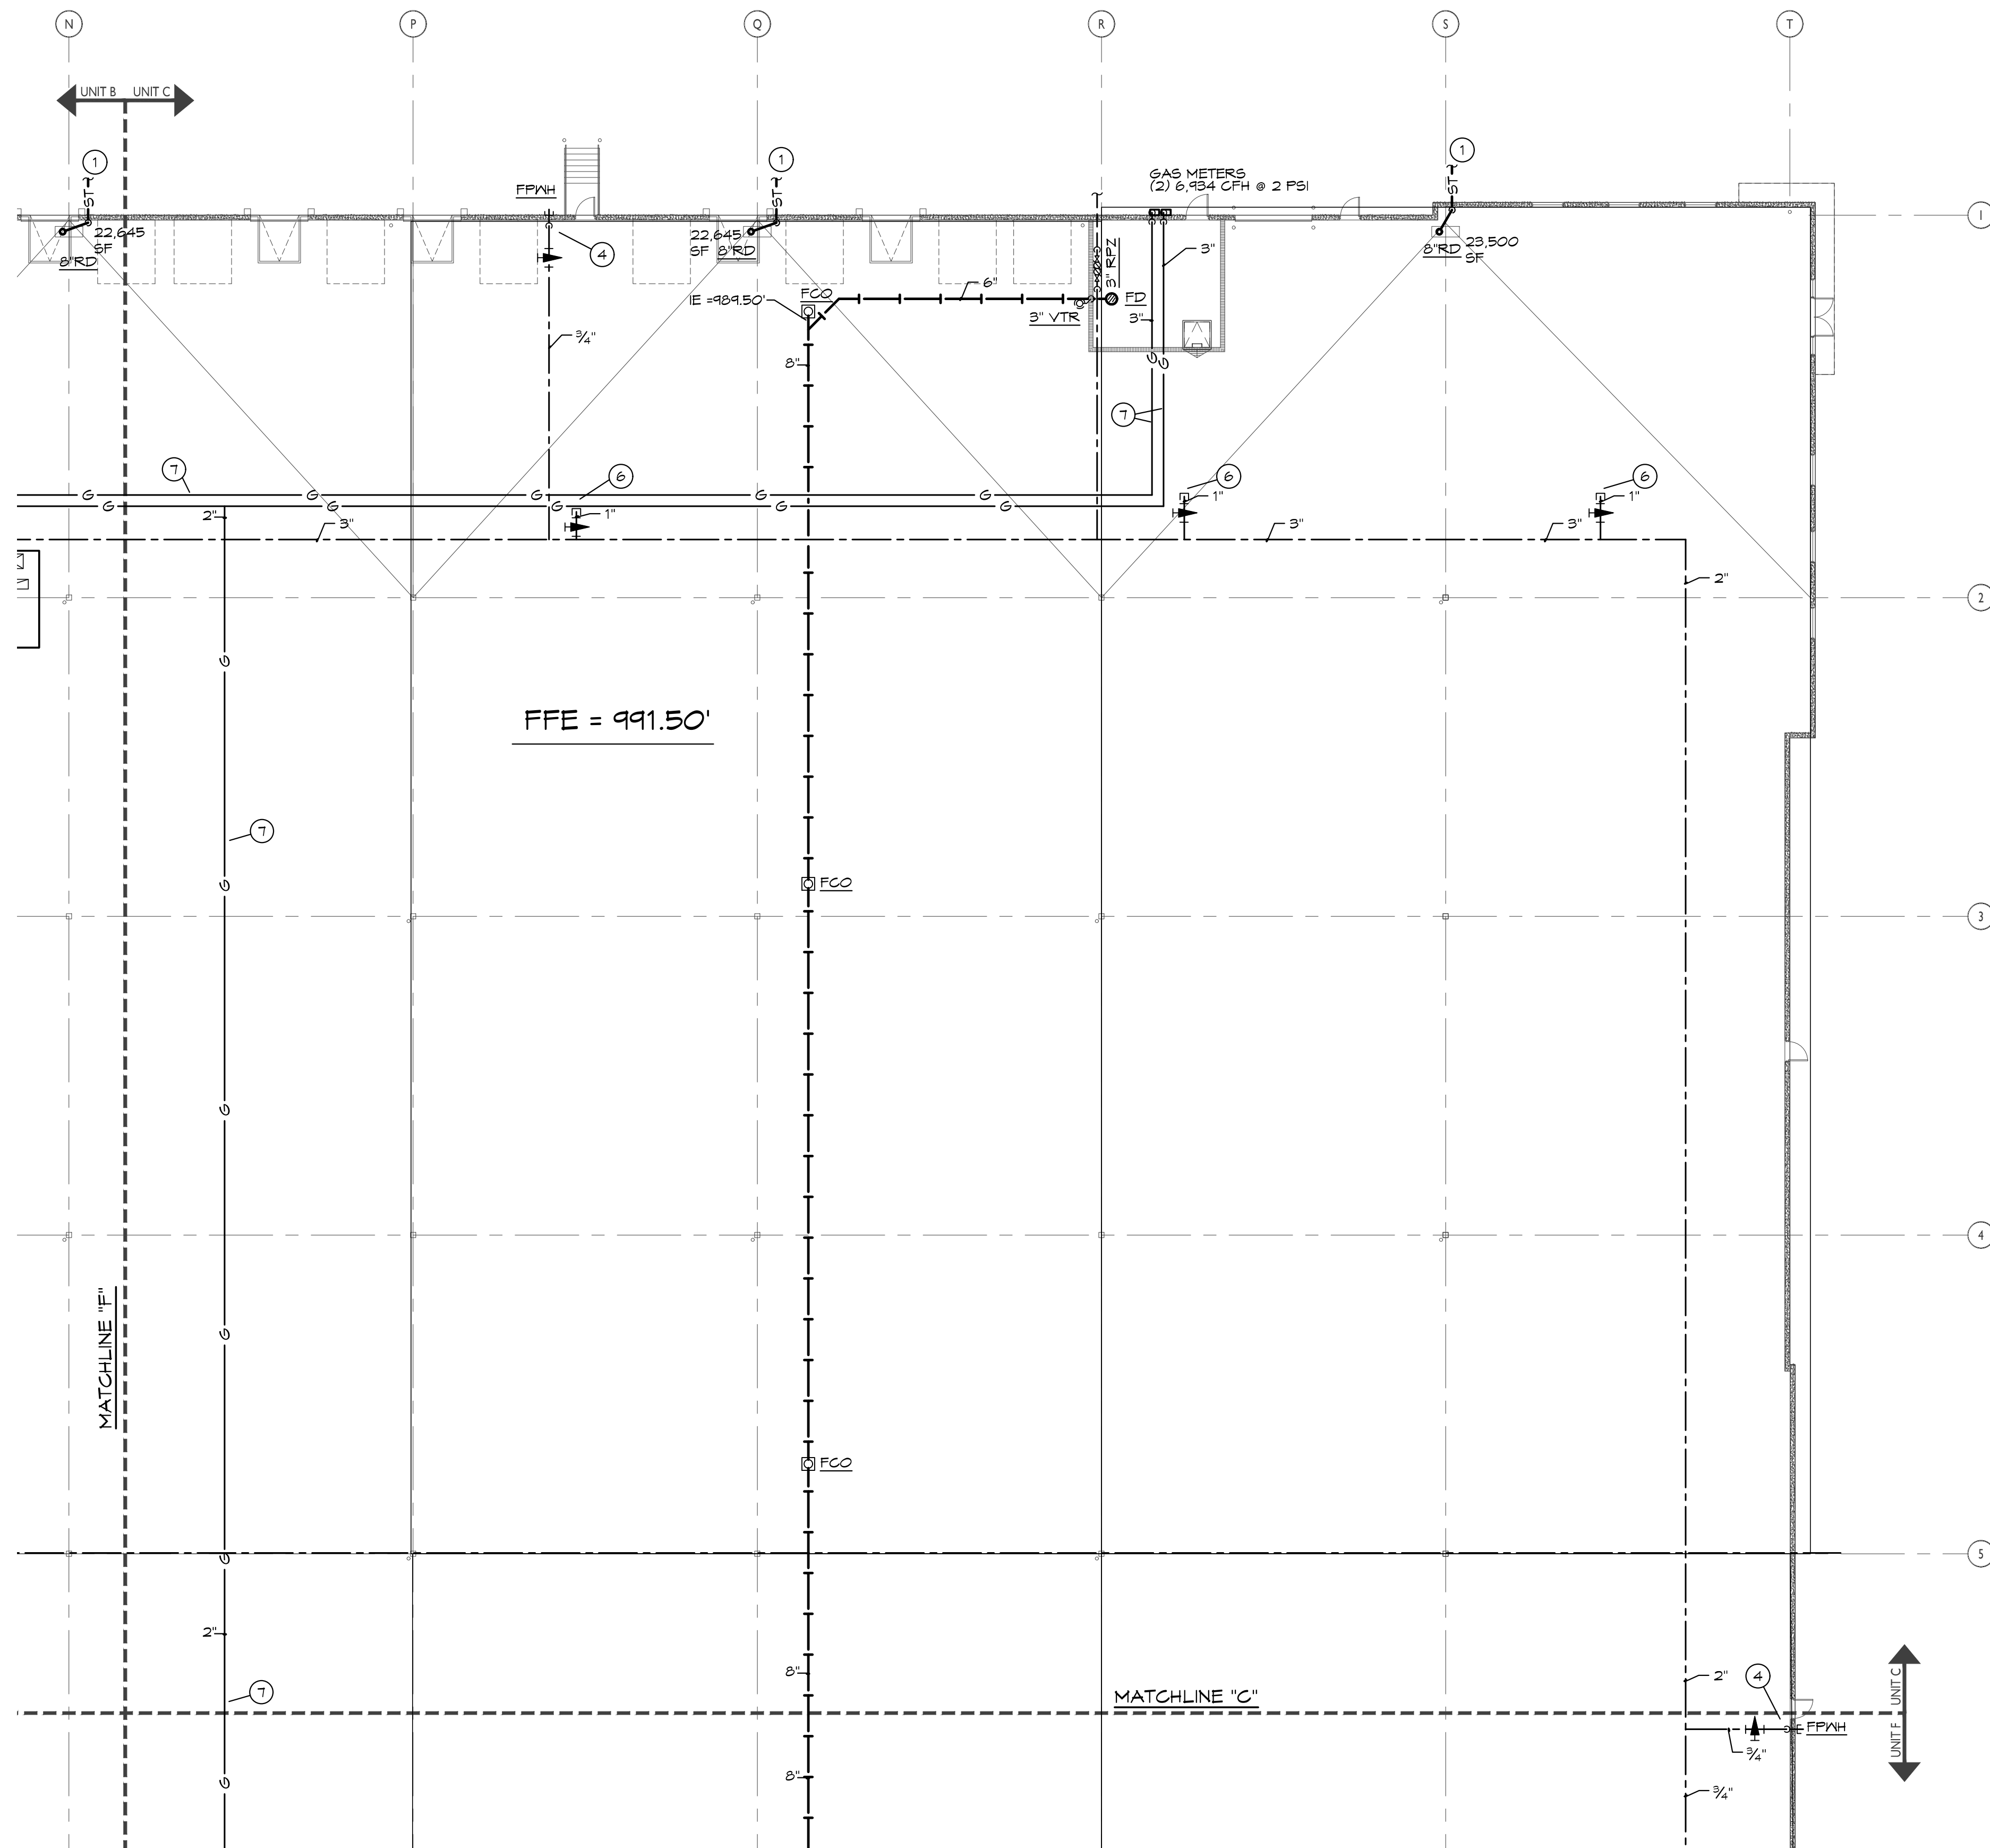 N
P
Q
R
S
T
UNIT B
UNIT C
1
1
1
ST
ST
ST
FPWH
GAS METERS
(2) 6,934 CFH @ 2 PSI
1
22,645
SF
8"RD
4
22,645
SF
8"RD
3" RPZ
3"
8"RD
23,500
SF
IE =989.50'
FCO
6"
FD
3" VTR
3"
3/4"
8"
G
G
7
7
6
6
6
G
G
G
G
G
G
G
G
G
G
1"
1"
1"
2"
3"
3"
3"
2"
2
G
FFE = 991.50'
7
G
FCO
3
G
4
MATCHLINE "F"
G
FCO
G
5
2"
8"
2"
4
7
MATCHLINE "C"
UNIT C
UNIT F
FPWH
3/4"
G
8"
3/4"